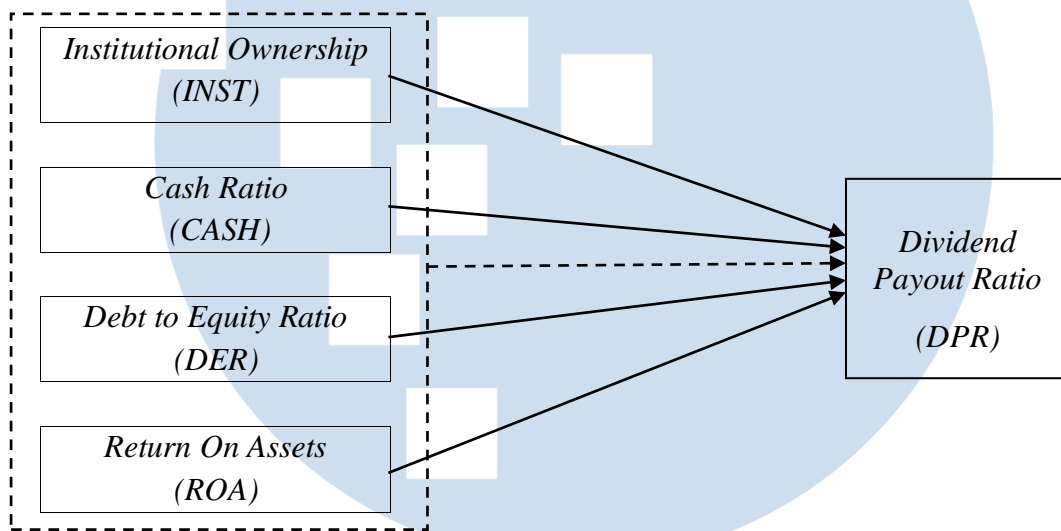 Institutional Ownership
(INST)
Cash Ratio
(CASH)
Debt to Equity Ratio
(DER)
Return On Assets
(ROA)
Dividend
Payout Ratio
(DPR)